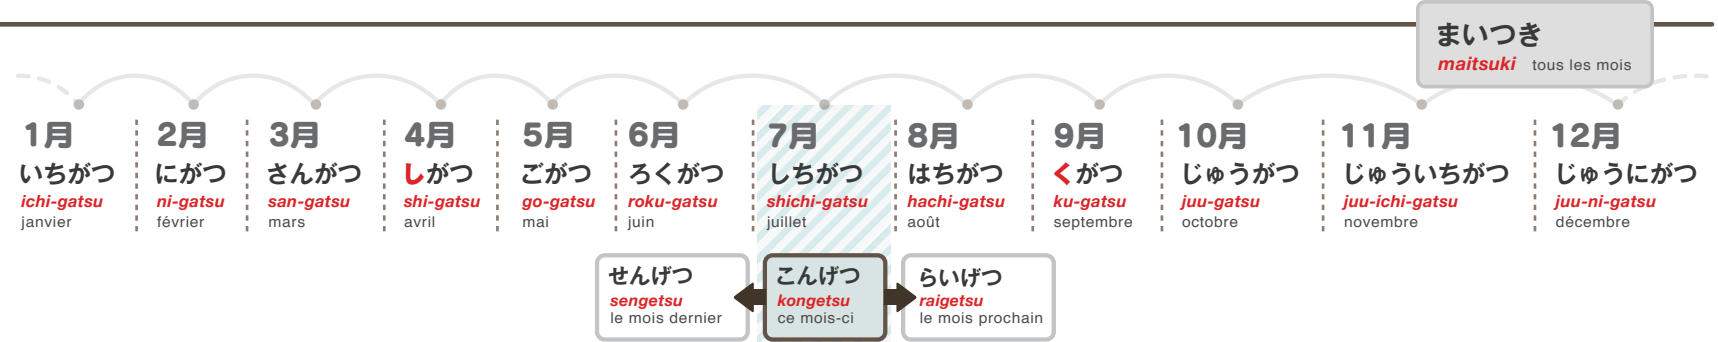 まいつき
maitsuki tous les mois
1月
いちがつ
ichi-gatsu
janvier
2月
にがつ
ni-gatsu
février
3月
さんがつ
san-gatsu
mars
4月
しがつ
shi-gatsu
avril
5月
ごがつ
go-gatsu
mai
6月
ろくがつ
roku-gatsu
juin
7月
しちがつ
shichi-gatsu
juillet
8月
はちがつ
hachi-gatsu
août
9月
くがつ
ku-gatsu
septembre
10月
じゅうがつ
juu-gatsu
octobre
11月
じゅういちがつ
juu-ichi-gatsu
novembre
12月
じゅうにがつ
juu-ni-gatsu
décembre
せんげつ
sengetsu
le mois dernier
こんげつ
kongetsu
ce mois-ci
らいげつ
raigetsu
le mois prochain